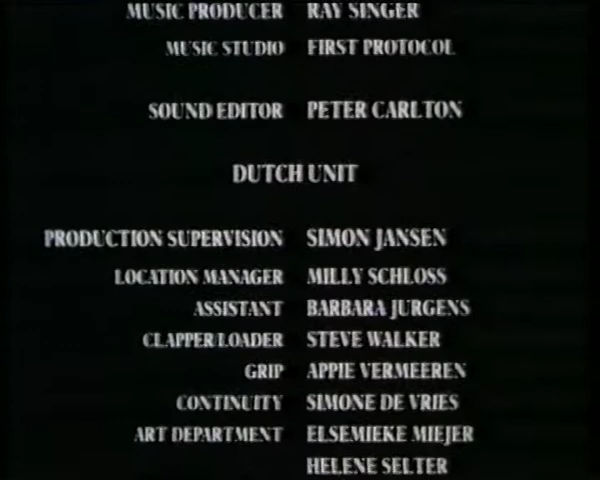 MUSIC PRODUCER RAY SINGER
MUSIC STUDIO FIRST PROTOCOL
SOUND EDITOR PETER CARLTON
DUTCH UNIT
PRODUCTION SUPERVISION SIMON JANSEN
LOCATION MANAGER MILLY SCHLOSS
ASSISTANT BARBARA JURGENS
CLAPPER/LOADER STEVE WALKER
GRIP APPIE VERMEEREN
CONTINUITY SIMONE DE VRIES
ART DEPARTMENT ELSEMIEKE MIEJER
HELENE SELTER